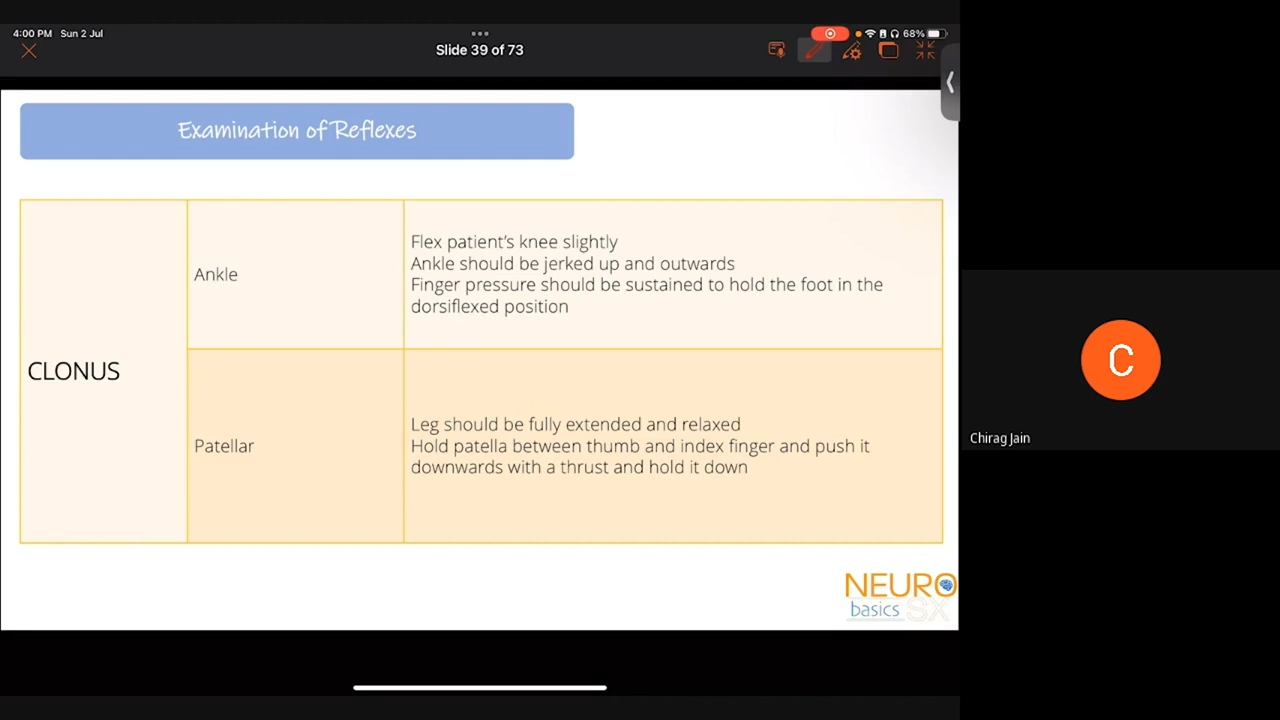 4:00 PM Sun 2 Jul
68%
Slide 39 of 73
Examination of Reflexes
CLONUS
Ankle
Flex patient's knee slightly
Ankle should be jerked up and outwards
Finger pressure should be sustained to hold the foot in the
dorsiflexed position
Patellar
Leg should be fully extended and relaxed
Hold patella between thumb and index finger and push it
downwards with a thrust and hold it down
NEURO
basics SX
C
Chirag Jain